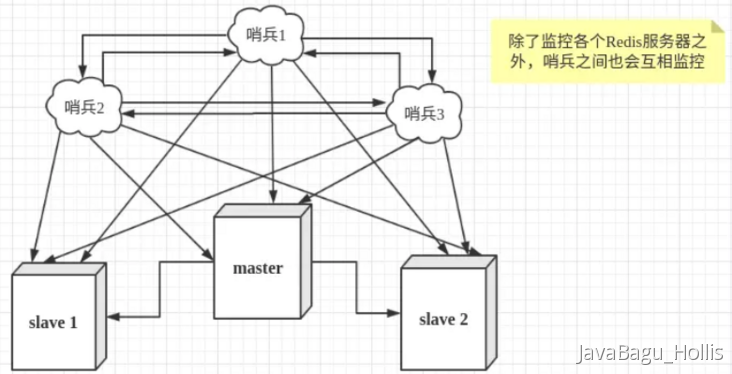 哨兵1
除了监控各个Redis服务器之
外，哨兵之间也会互相监控
哨兵2
哨兵3
master
slave 1
slave 2
JavaBagu_Hollis